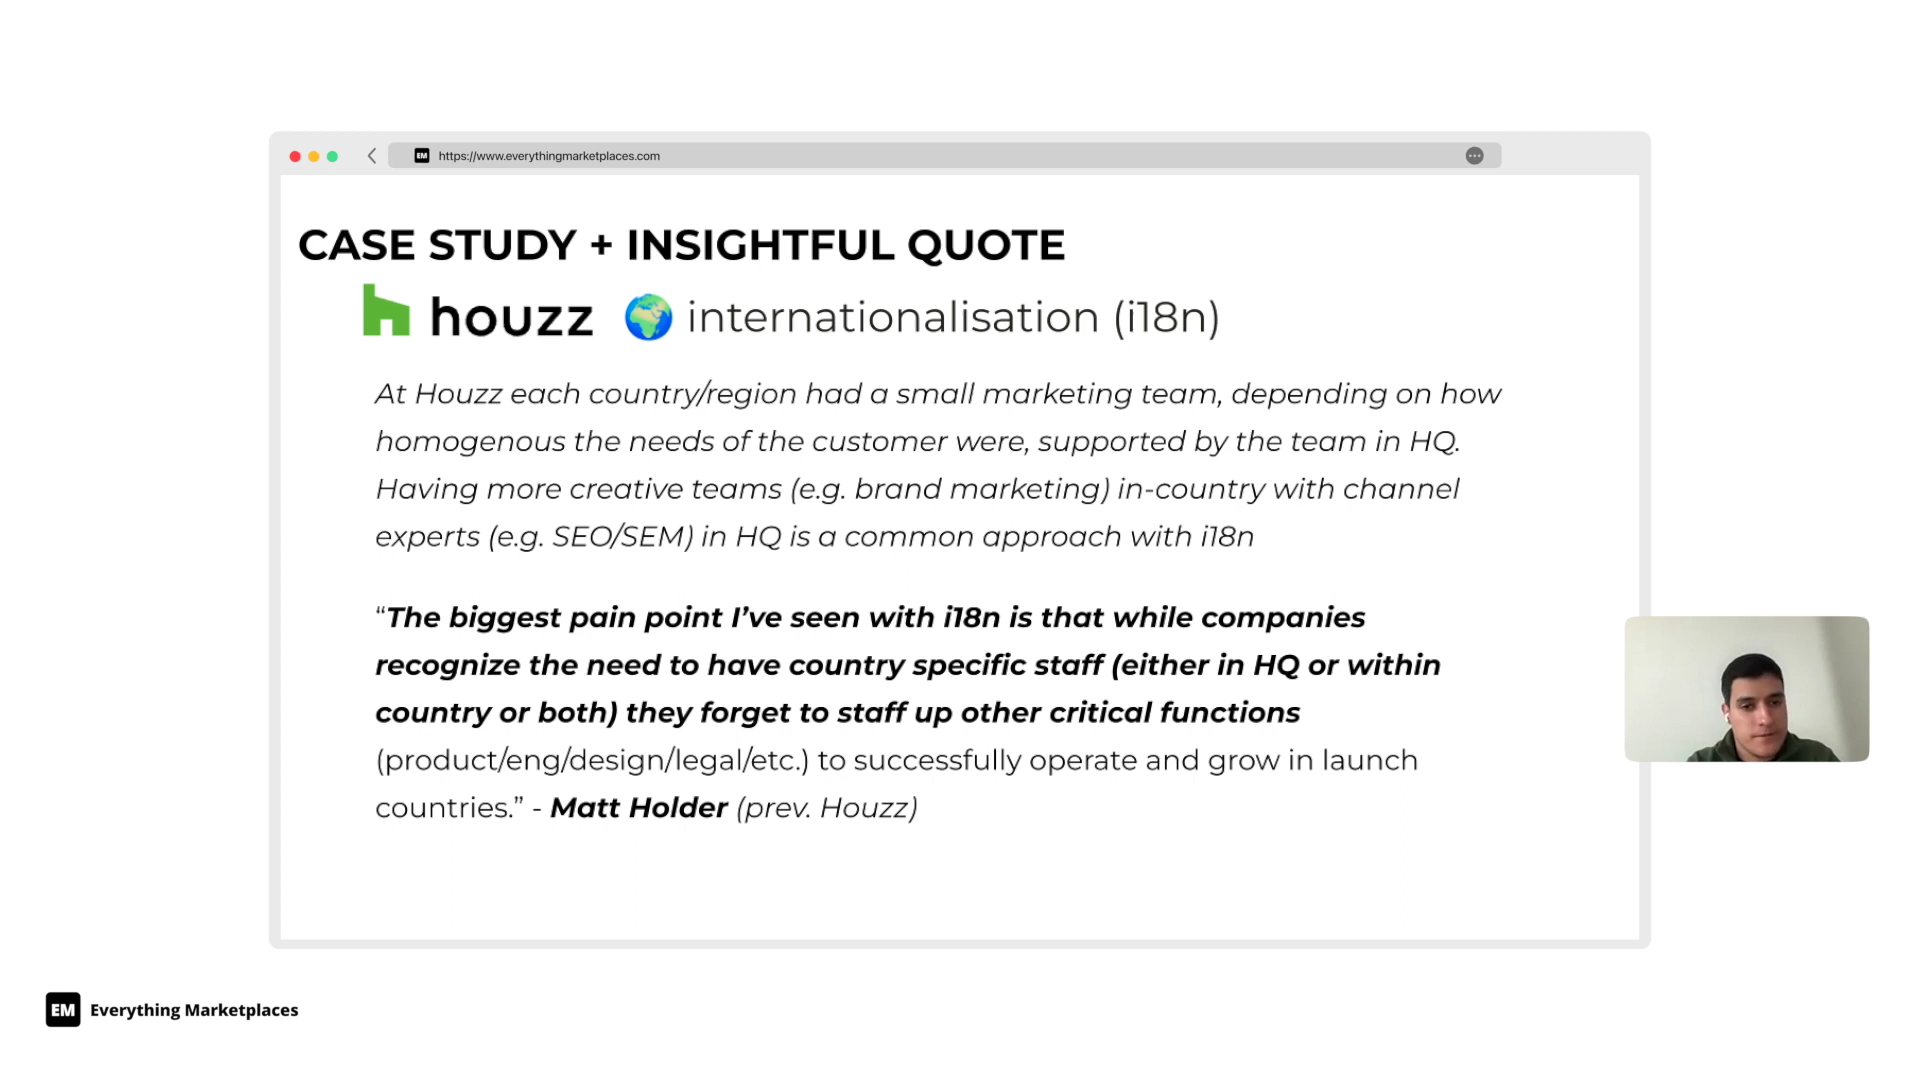 EM https://www.everythingmarketplaces.com
CASE STUDY + INSIGHTFUL QUOTE
houzz 🌍 internationalisation (i18n)
At Houzz each country/region had a small marketing team, depending on how
homogenous the needs of the customer were, supported by the team in HQ.
Having more creative teams (e.g. brand marketing) in-country with channel
experts (e.g. SEO/SEM) in HQ is a common approach with i18n
“The biggest pain point I’ve seen with i18n is that while companies
recognize the need to have country specific staff (either in HQ or within
country or both) they forget to staff up other critical functions
(product/eng/design/legal/etc.) to successfully operate and grow in launch
countries.” - Matt Holder (prev. Houzz)
EM Everything Marketplaces